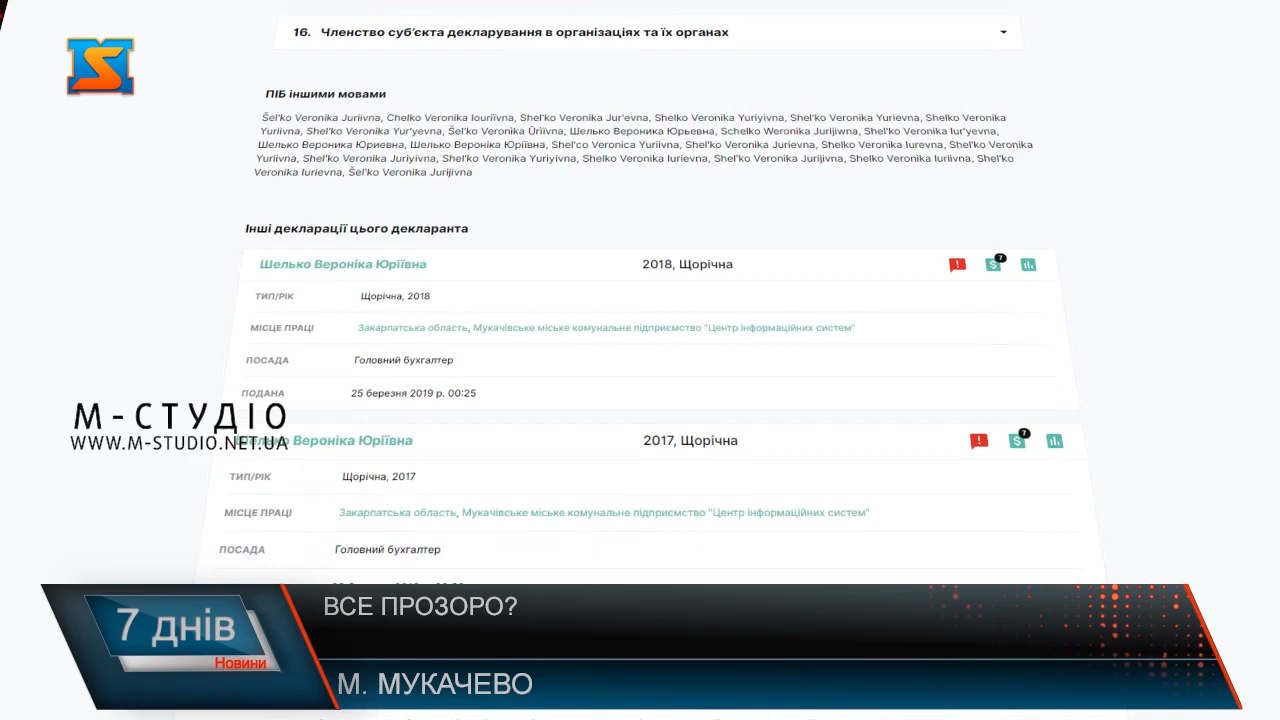 16. Членство суб'єкта декларування в організаціях та їх органах
ПІБ іншими мовами
Šel'ko Veronika Juriivna, Chelko Veronika Iouriïvna, Shel'ko Veronika Jur'evna, Shelko Veronika Yuriyivna, Shel'ko Veronika Yurievna, Shelko Veronika
Yuriivna, Shel'ko Veronika Yur'yevna, Šel'ko Veronìka Ûrìïvna, Шелько Вероника Юрьевна, Schelko Weronika Jurijiwna, Shel'ko Veronika Iur'yevna,
Шелько Вероника Юриевна, Шелько Вероніка Юріївна, Shel'co Veronica Yuriivna, Shel'ko Veronika Jurievna, Shelko Veronika Iurevna, Shel'ko Veronika
Yuriivna, Shel'ko Veronika Juriyivna, Shel'ko Veronika Yuriyivna, Shelko Veronika Iurievna, Shel'ko Veronika Jurijivna, Shelko Veronika Iuriivna, Shel'ko
Veronika Iurievna, Šel'ko Veronika Jurijivna
Інші декларації цього декларанта
Шелько Вероніка Юріївна 2018, Щорічна 7
ТИП/РІК Щорічна, 2018
МІСЦЕ ПРАЦІ Закарпатська область, Мукачівське міське комунальне підприємство "Центр інформаційних систем"
ПОСАДА Головний бухгалтер
ПОДАНА 25 березня 2019 р. 00:25
М-СТУДІО
WWW.M-STUDIO.NET.UA
Шелько Вероніка Юріївна 2017, Щорічна 7
ТИП/РІК Щорічна, 2017
МІСЦЕ ПРАЦІ Закарпатська область, Мукачівське міське комунальне підприємство "Центр інформаційних систем"
ПОСАДА Головний бухгалтер
7 днів
Новини
ВСЕ ПРОЗОРО?
М. МУКАЧЕВО